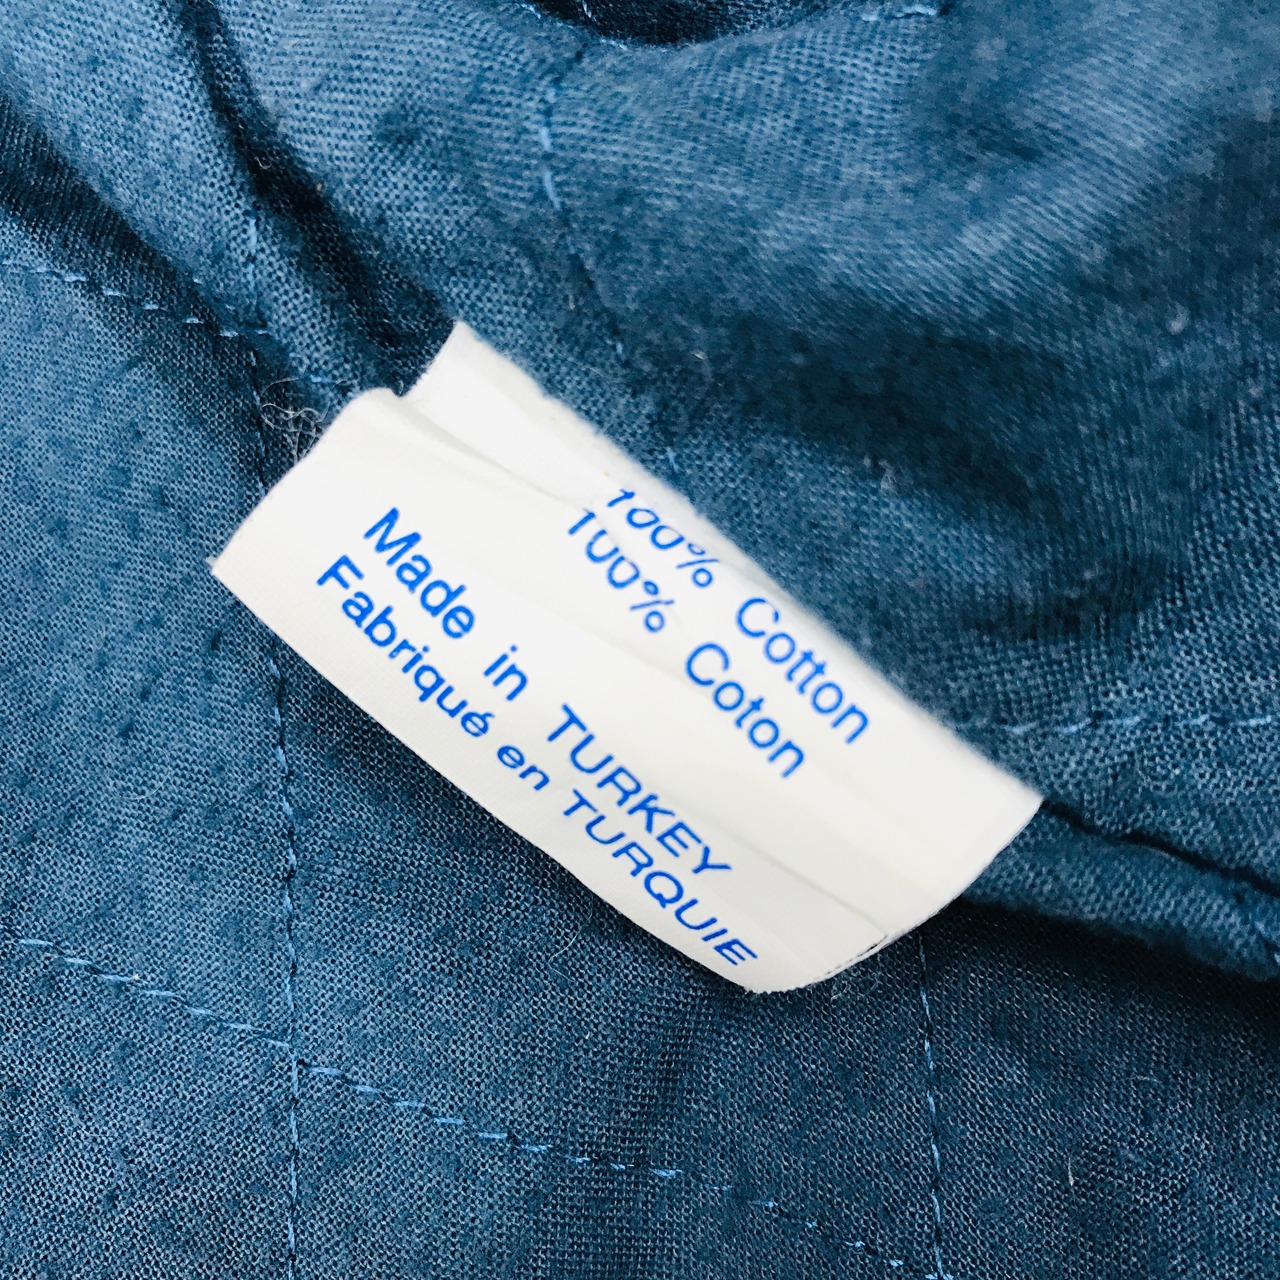 100% Cotton
100% Coton
Made in TURKEY
Fabriqué en TURQUIE